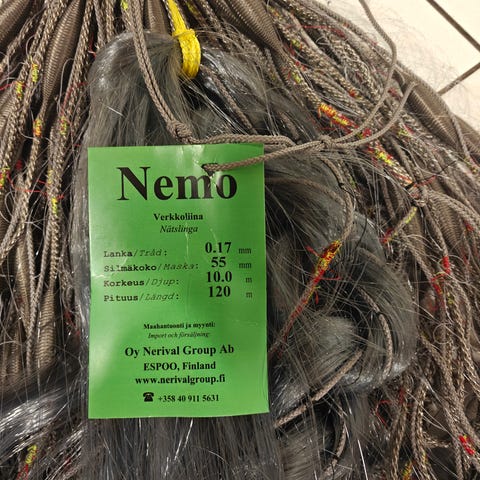 Nemo
Verkkoliina
Nätslinga
Lanka/Tråd: 0.17 mm
Silmäkoko/Maska: 55 mm
Korkeus/Djup: 10.0 m
Pituus/Längd: 120 m
Maahantuonti ja myynti:
Import och försäljning:
Oy Nerival Group Ab
ESPOO, Finland
www.nerivalgroup.fi
☎ +358 40 911 5631